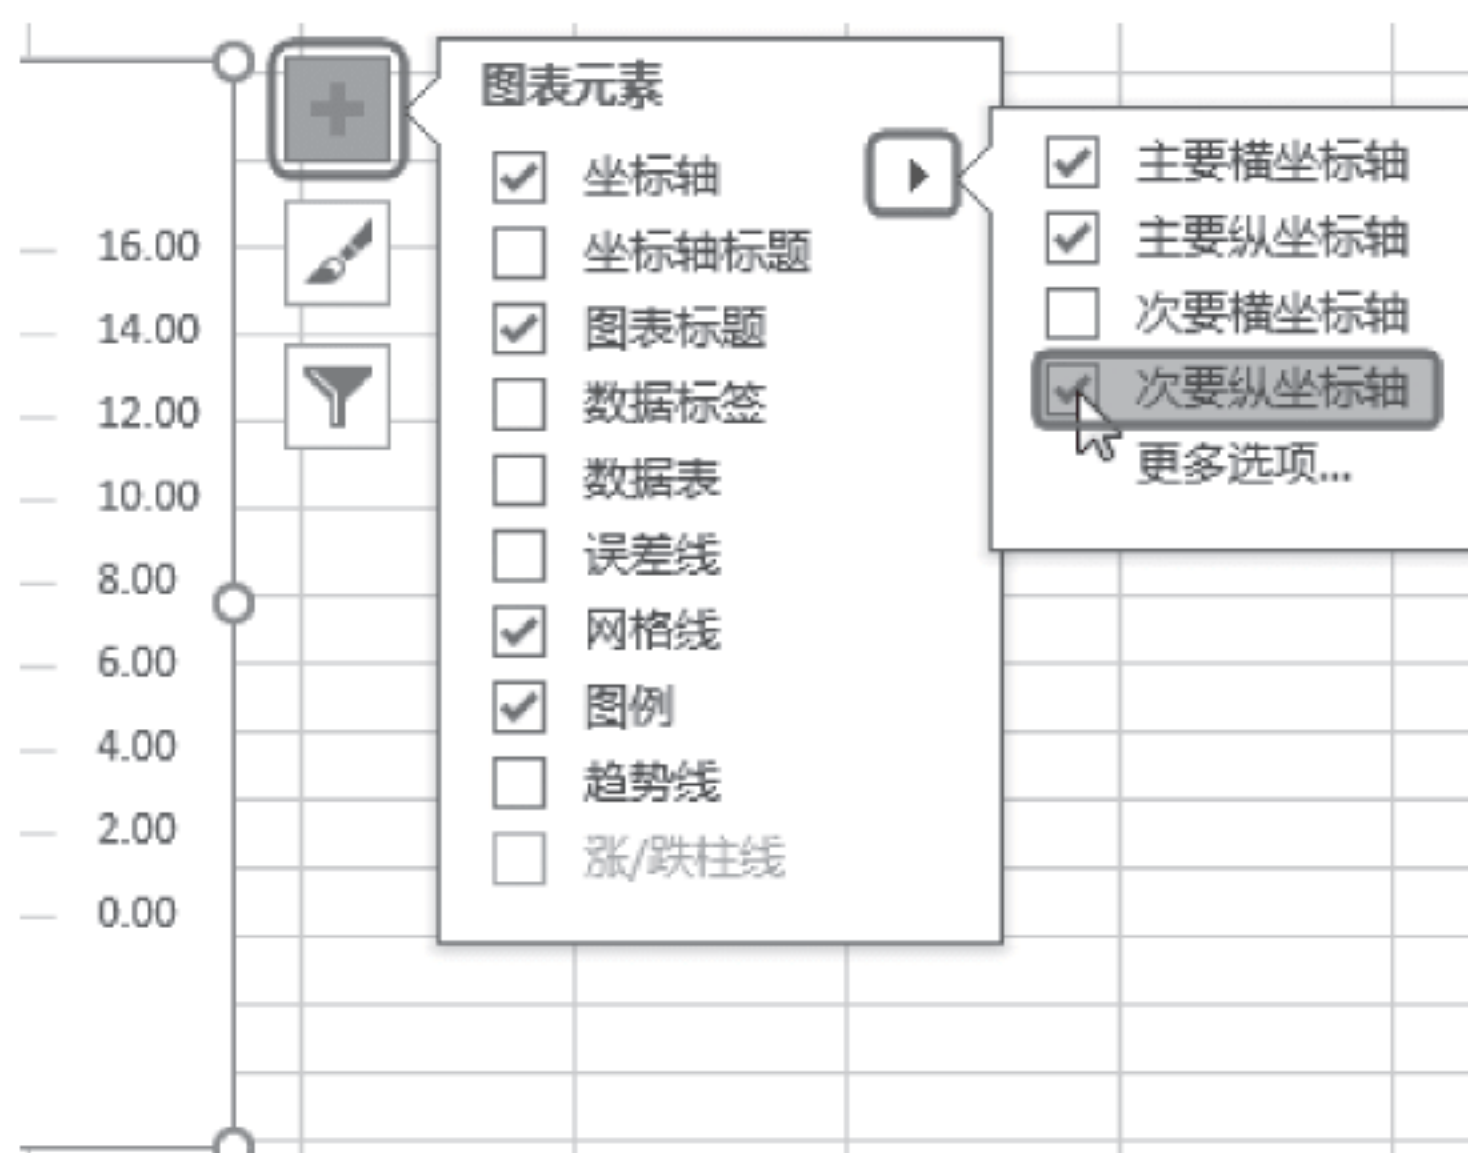 16.00
14.00
12.00
10.00
8.00
6.00
4.00
2.00
0.00
图表元素
坐标轴
坐标轴标题
图表标题
数据标签
数据表
误差线
网格线
图例
趋势线
涨/跌柱线
主要横坐标轴
主要纵坐标轴
次要横坐标轴
次要纵坐标轴
更多选项...